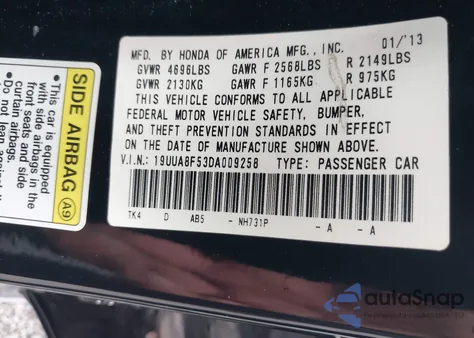 MFD. BY HONDA OF AMERICA MFG., INC. 01/'13
GVWR 4696LBS GAWR F 2568LBS R 2149LBS
GVWR 2130KG GAWR F 1165KG R 975KG
THIS VEHICLE CONFORMS TO ALL APPLICABLE
FEDERAL MOTOR VEHICLE SAFETY, BUMPER,
AND THEFT PREVENTION STANDARDS IN EFFECT
ON THE DATE OF MANUFACTURE SHOWN ABOVE.
V.I.N.: 19UUA8F53DA009258 TYPE: PASSENGER CAR
TK4 D AB5 - NH731P - A - A
SIDE AIRBAG A9
•This car is equipped
with side airbags in the
front seats and side
•Do not lean
autoSnap